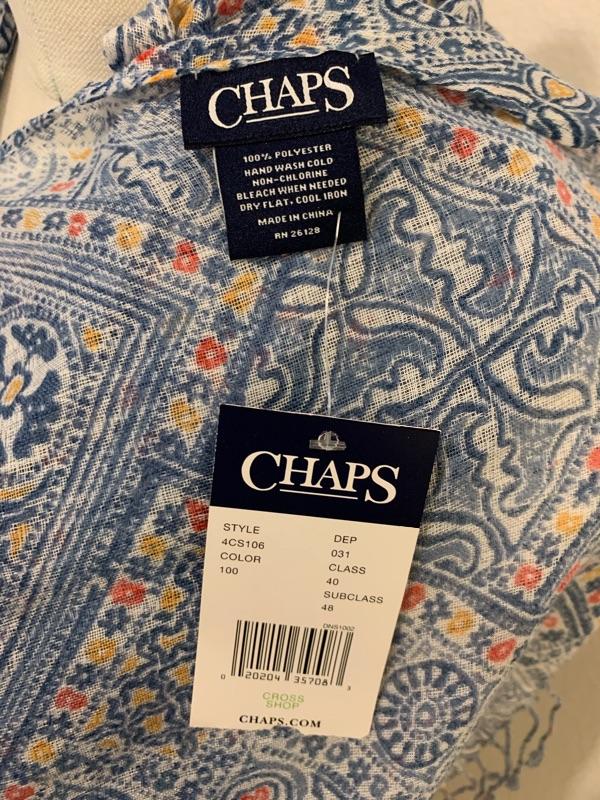 CHAPS
100% POLYESTER
HAND WASH COLD
NON-CHLORINE
BLEACH WHEN NEEDED
DRY FLAT, COOL IRON
MADE IN CHINA
RN 26128
CHAPS
STYLE
4CS106
COLOR
100
DEP
031
CLASS
40
SUBCLASS
48
DNS1002
0 20204 35708 3
CROSS
SHOP
CHAPS.COM